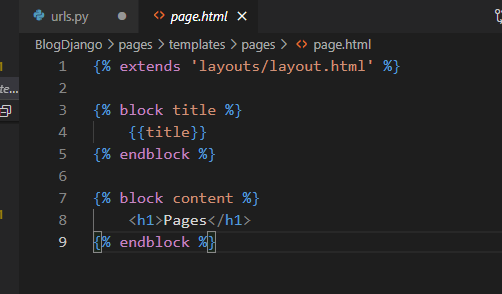 urls.py
page.html
BlogDjango > pages > templates > pages > page.html
te...
1 {% extends 'layouts/layout.html' %}
2
3 {% block title %}
4 {{title}}
5 {% endblock %}
6
7 {% block content %}
8 <h1>Pages</h1>
9 {% endblock %}